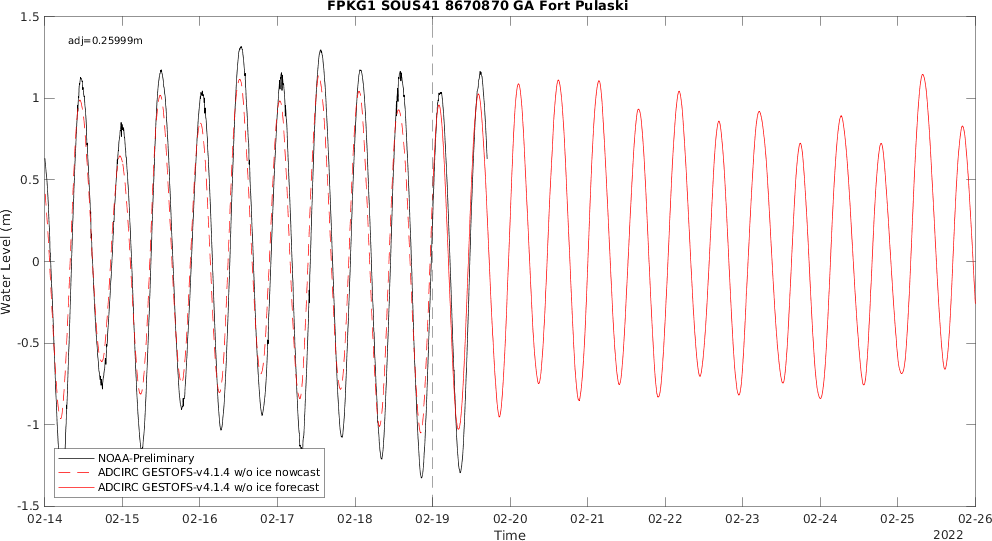 FPKG1 SOUS41 8670870 GA Fort Pulaski
1.5
adj=0.25999m
1
0.5
0
-0.5
-1
-1.5
Water Level (m)
NOAA-Preliminary
ADCIRC GESTOFS-v4.1.4 w/o ice nowcast
ADCIRC GESTOFS-v4.1.4 w/o ice forecast
02-14 02-15 02-16 02-17 02-18 02-19 02-20 02-21 02-22 02-23 02-24 02-25 02-26
Time
2022